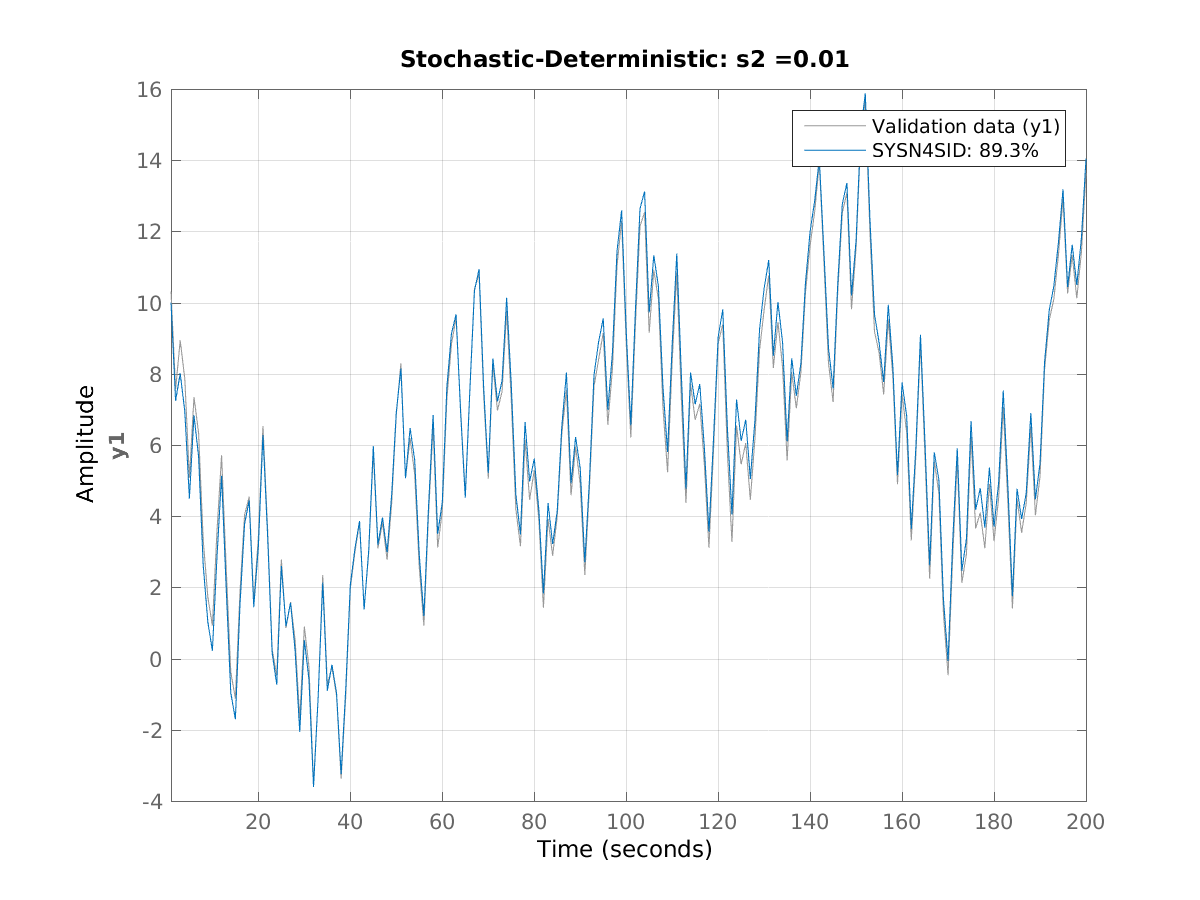 Stochastic-Deterministic: s2 =0.01
16
14
12
10
8
6
4
2
0
-2
-4
Amplitude
y1
Validation data (y1)
SYSN4SID: 89.3%
20 40 60 80 100 120 140 160 180 200
Time (seconds)